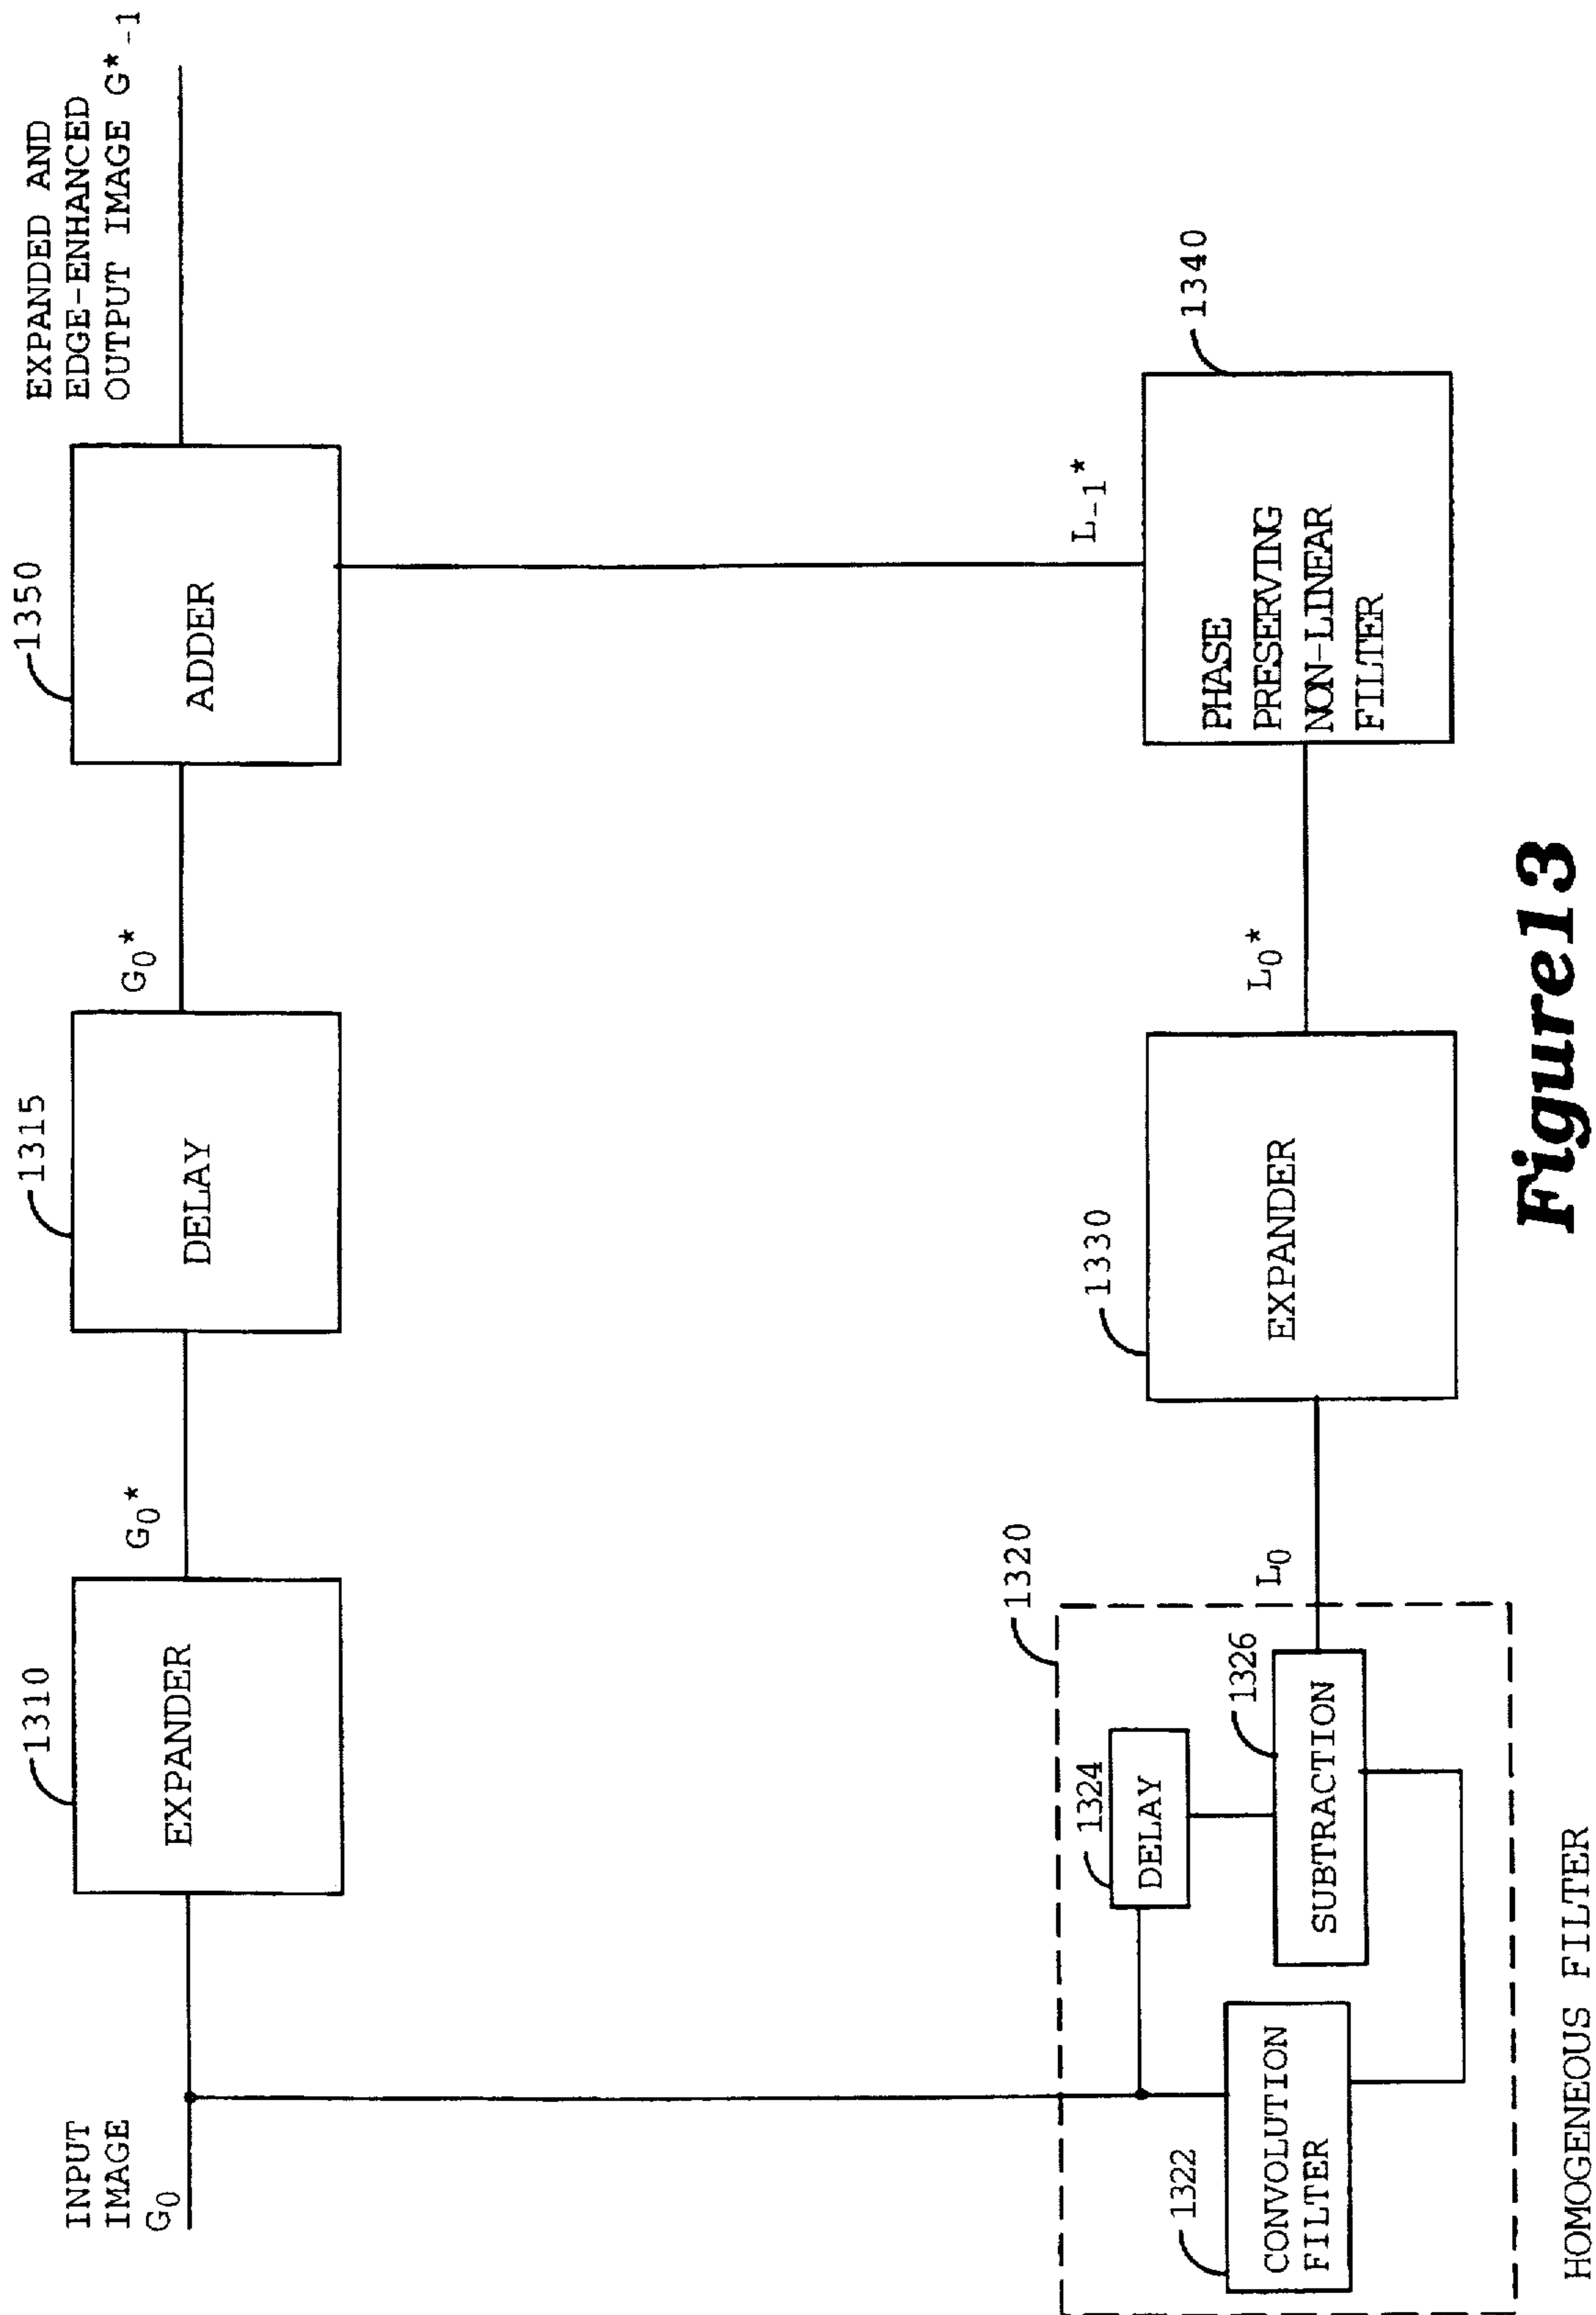 INPUT
IMAGE
G0
1310
EXPANDER
G0*
1315
DELAY
G0*
1350
ADDER
EXPANDED AND
EDGE-ENHANCED
OUTPUT IMAGE G*-1
1320
1322
CONVOLUTION
FILTER
1324
DELAY
1326
SUBTRACTION
L0
1330
EXPANDER
L0*
1340
PHASE
PRESERVING
NON-LINEAR
FILTER
L-1*
HOMOGENEOUS FILTER
Figure13